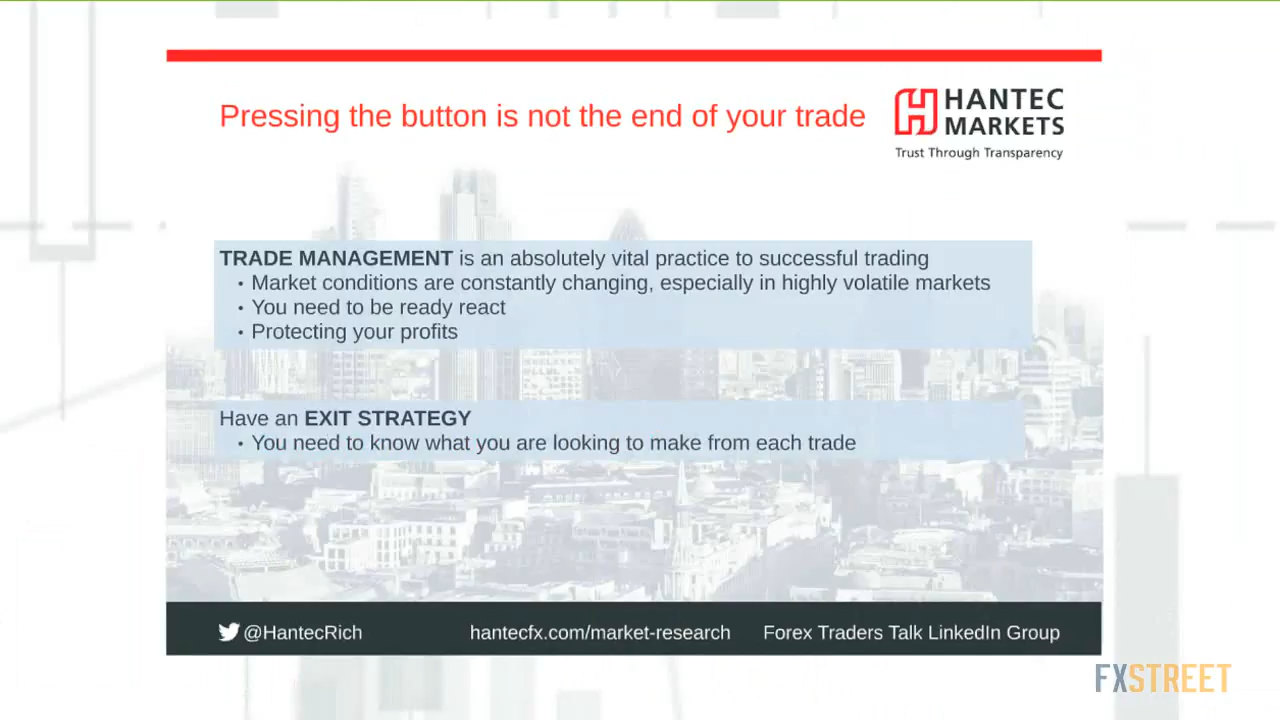 Pressing the button is not the end of your trade
HANTEC
MARKETS
Trust Through Transparency
TRADE MANAGEMENT is an absolutely vital practice to successful trading
• Market conditions are constantly changing, especially in highly volatile markets
• You need to be ready react
• Protecting your profits
Have an EXIT STRATEGY
• You need to know what you are looking to make from each trade
@HantecRich
hantecfx.com/market-research
Forex Traders Talk LinkedIn Group
FXSTREET